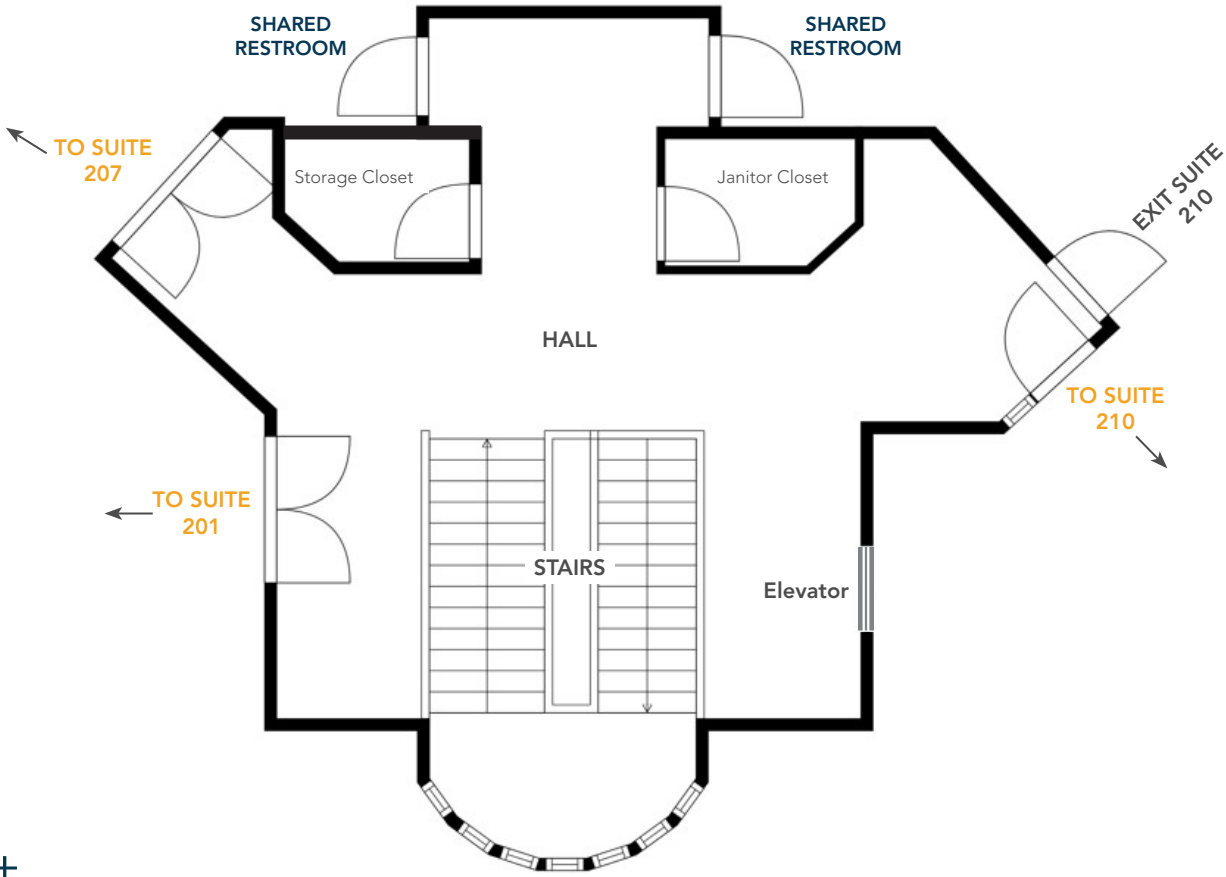 SHARED
RESTROOM
SHARED
RESTROOM
TO SUITE
207
Storage Closet
Janitor Closet
EXIT SUITE
210
HALL
TO SUITE
210
TO SUITE
201
STAIRS
Elevator